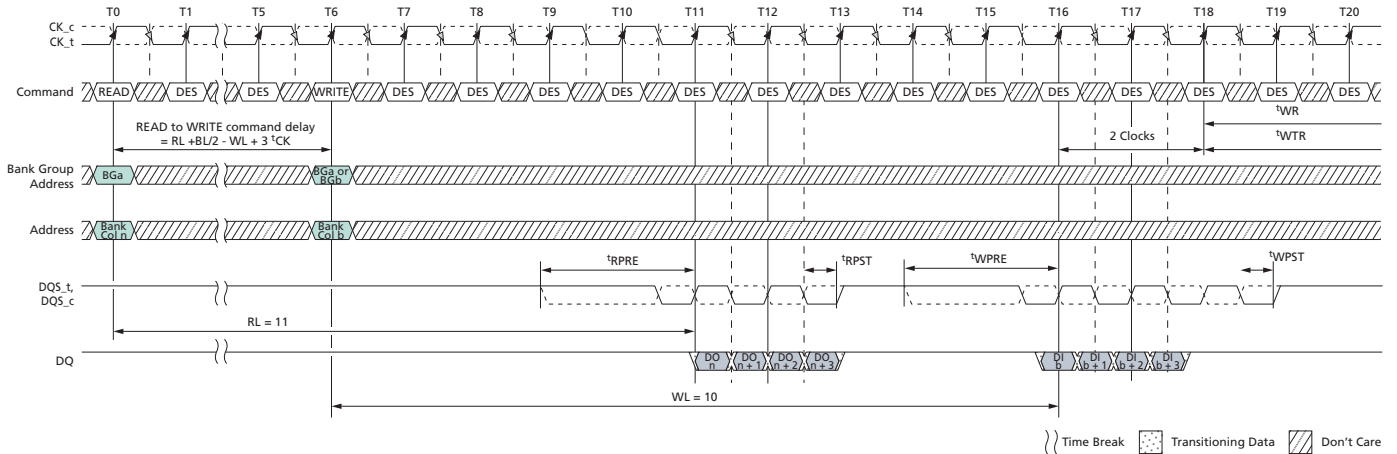 T0 T1 T5 T6 T7 T8 T9 T10 T11 T12 T13 T14 T15 T16 T17 T18 T19 T20
CK_c
CK_t
Command READ DES DES WRITE DES DES DES DES DES DES DES DES DES DES DES DES DES DES
tWR
READ to WRITE command delay
= RL +BL/2 - WL + 3 tCK
2 Clocks tWTR
Bank Group
Address
BGa
BGa or
BGb
Address
Bank
Col n
Bank
Col b
tRPRE tRPST tWPRE tWPST
DQS_t,
DQS_c
RL = 11
DQ
DO
n
DO
n + 1
DO
n + 2
DO
n + 3
DI
b
DI
b + 1
DI
b + 2
DI
b + 3
WL = 10
Time Break Transitioning Data Don't Care